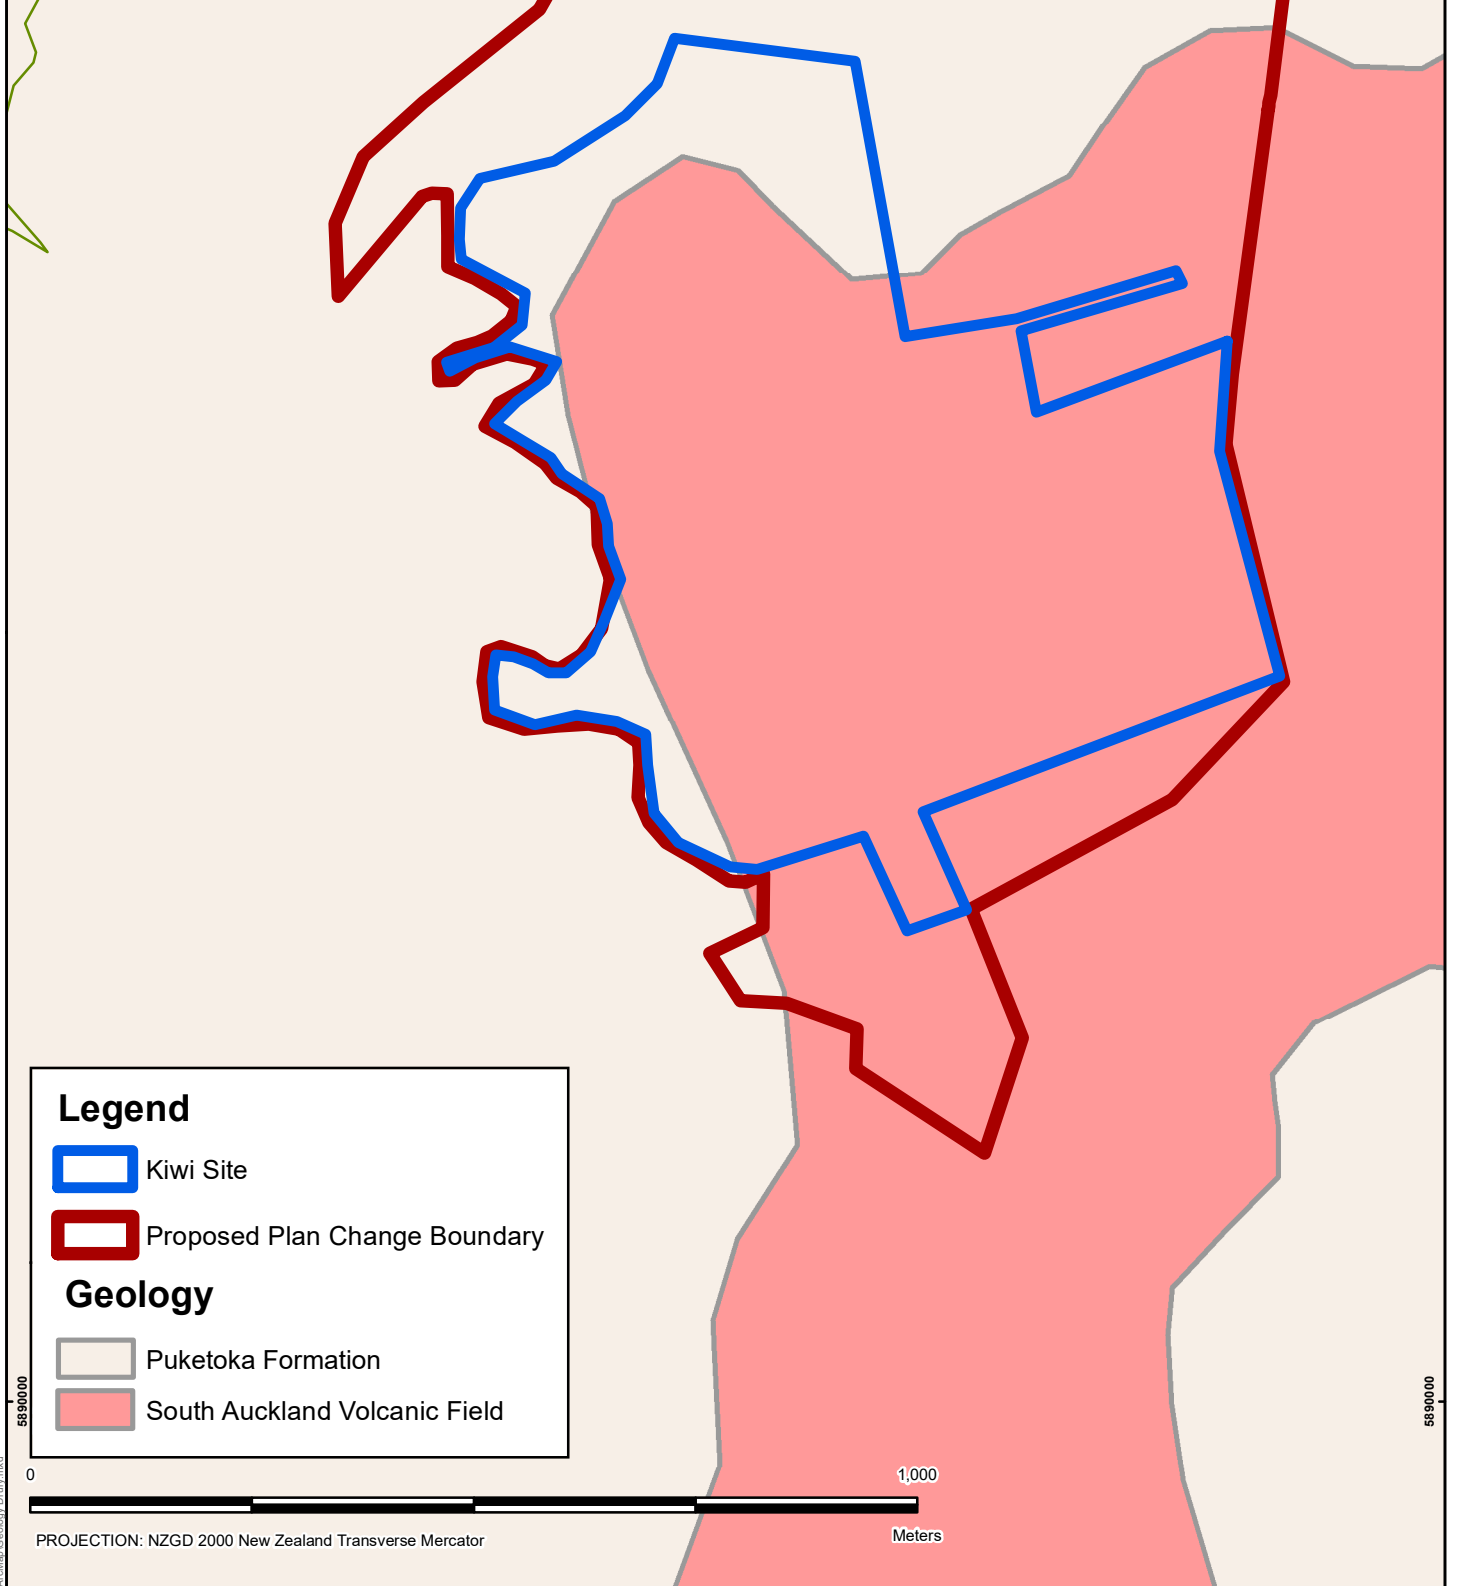 Legend
Kiwi Site
Proposed Plan Change Boundary
Geology
Puketoka Formation
South Auckland Volcanic Field
5890000
5890000
0
1,000
Meters
PROJECTION: NZGD 2000 New Zealand Transverse Mercator